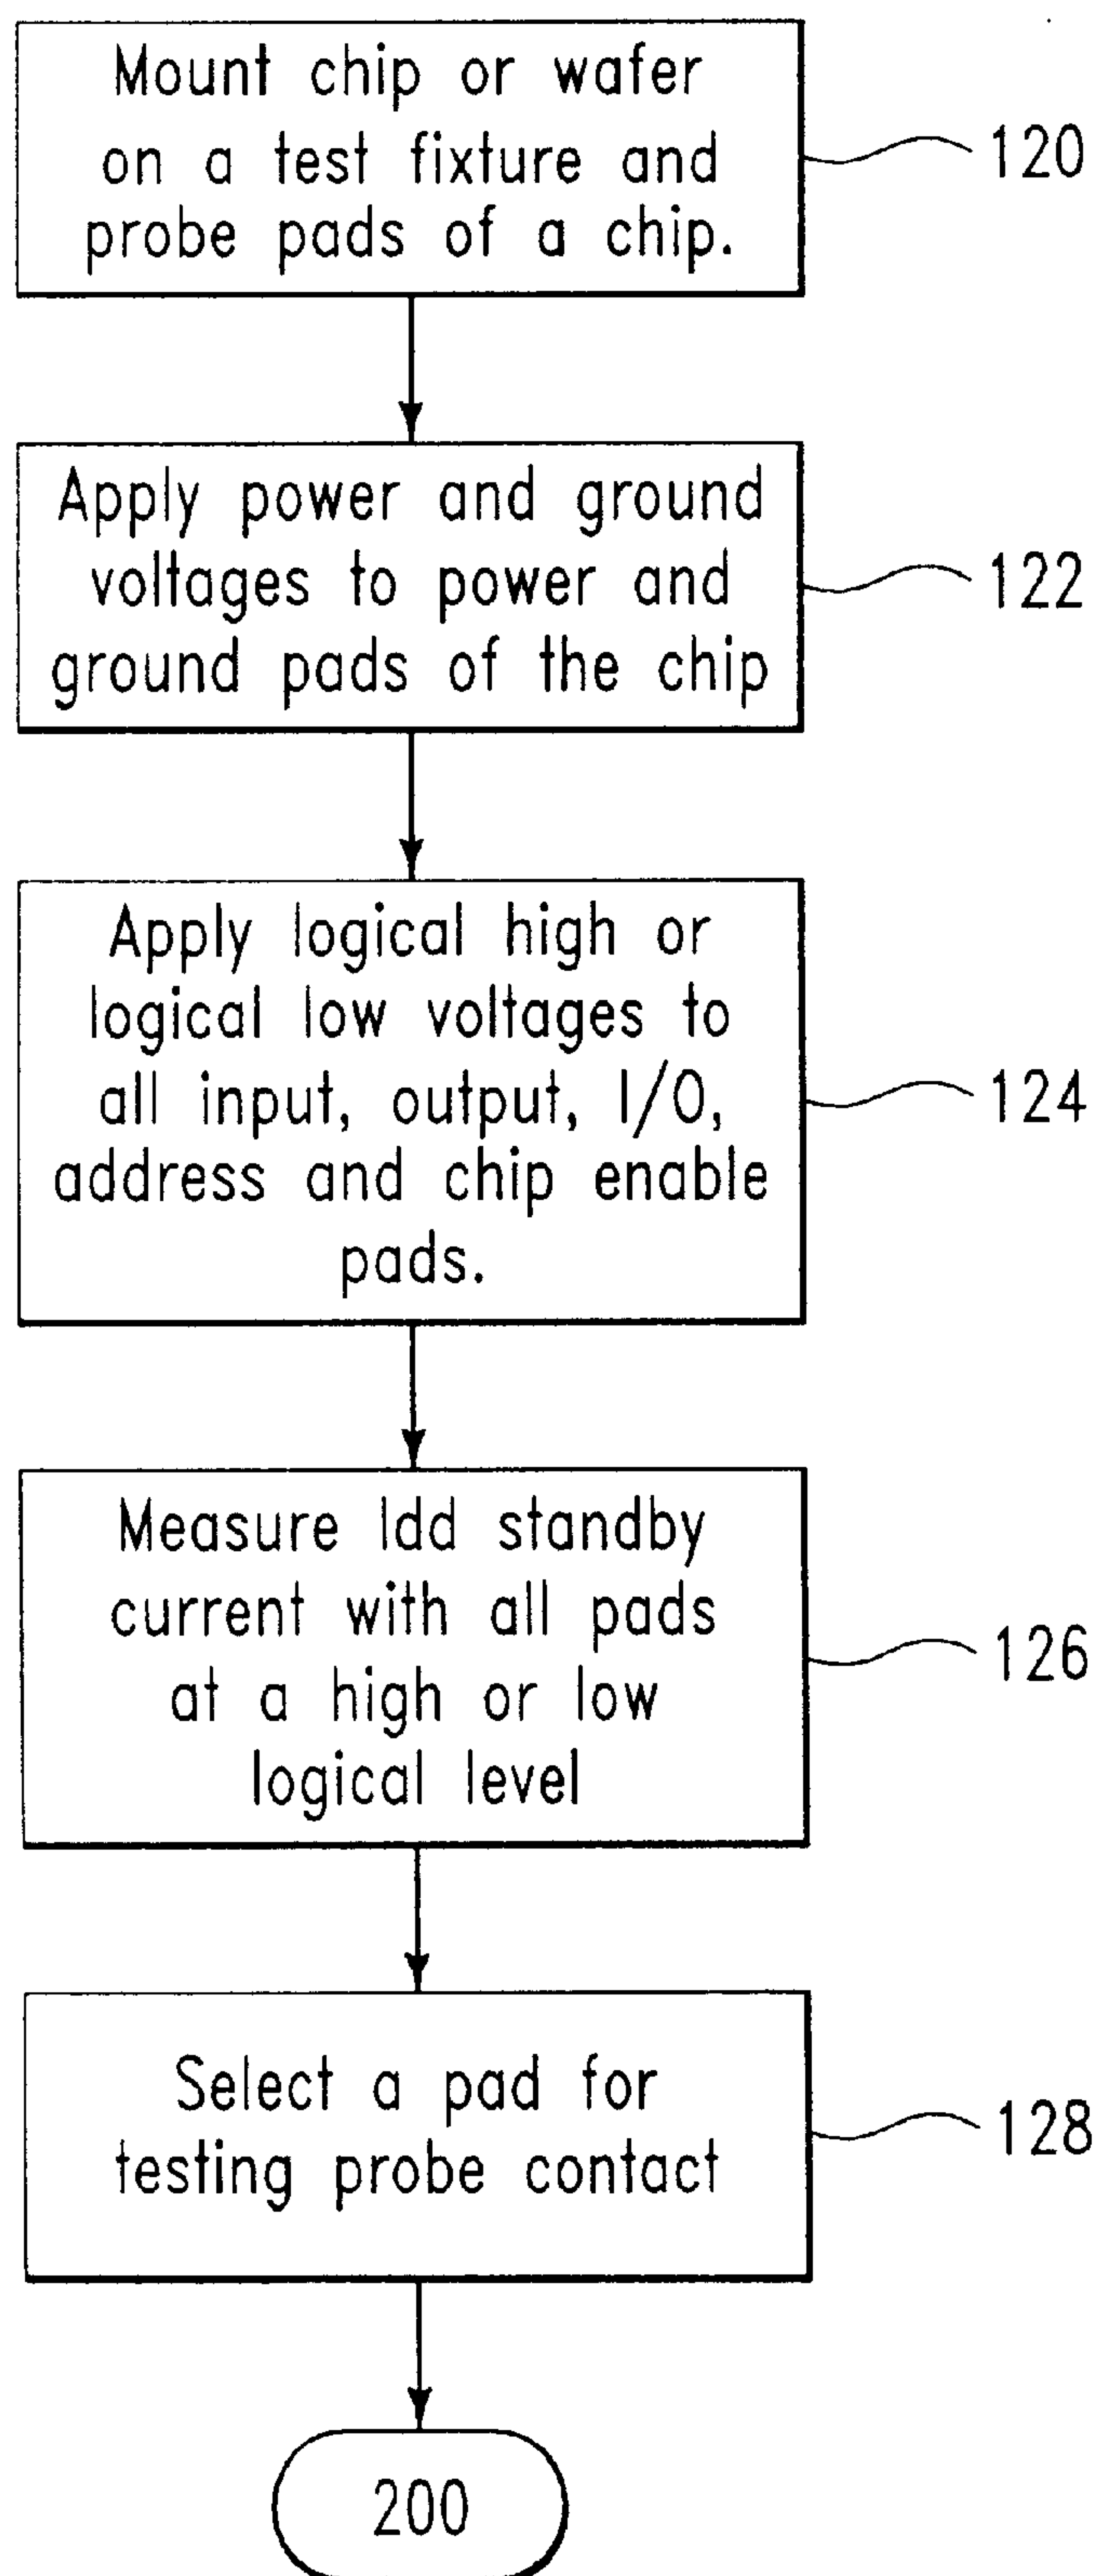 Mount chip or wafer
on a test fixture and
probe pads of a chip.
120
Apply power and ground
voltages to power and
ground pads of the chip
122
Apply logical high or
logical low voltages to
all input, output, I/O,
address and chip enable
pads.
124
Measure Idd standby
current with all pads
at a high or low
logical level
126
Select a pad for
testing probe contact
128
200